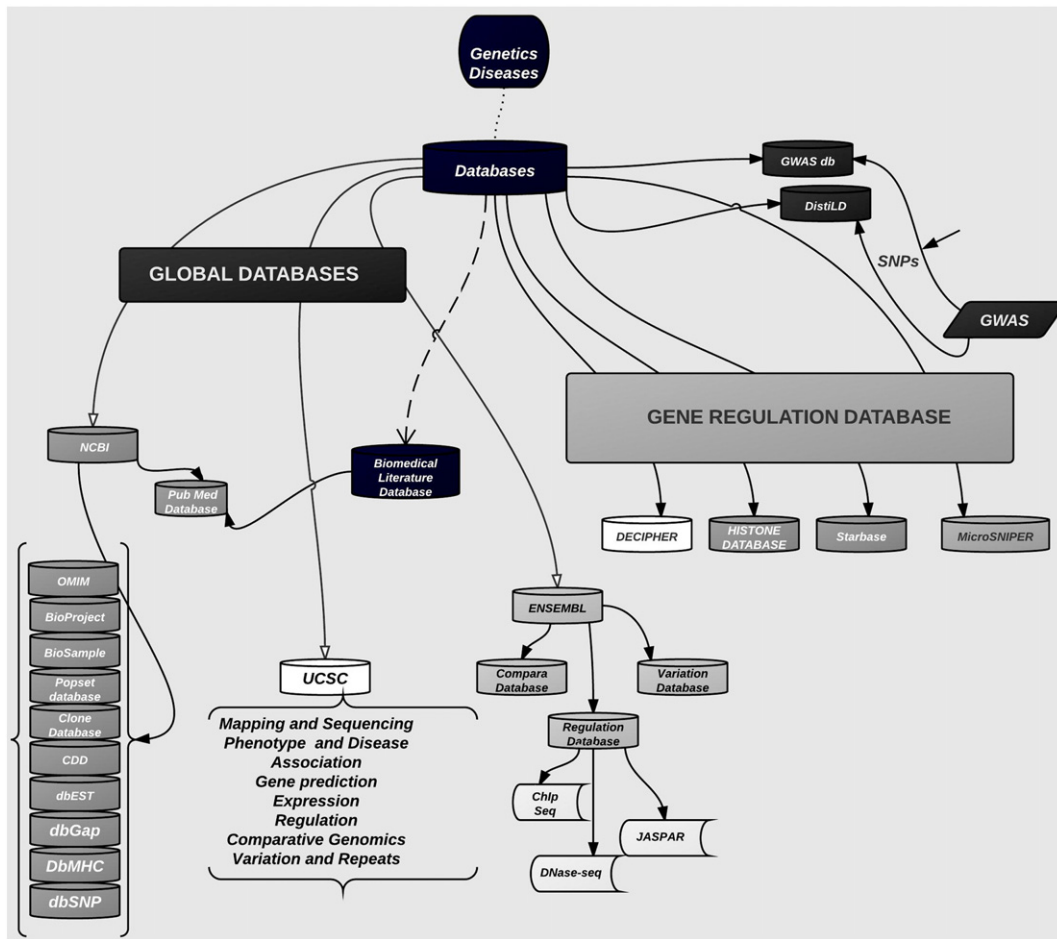 Genetics
Diseases
Databases
GWAS db
DistiLD
SNPs
GWAS
GLOBAL DATABASES
GENE REGULATION DATABASE
NCBI
Pub Med
Database
Biomedical
Literature
Database
DECIPHER
HISTONE
DATABASE
Starbase
MicroSNIPER
OMIM
BioProject
BioSample
Popset
database
Clone
Database
CDD
dbEST
dbGap
DbMHC
dbSNP
UCSC
Mapping and Sequencing
Phenotype and Disease
Association
Gene prediction
Expression
Regulation
Comparative Genomics
Variation and Repeats
ENSEMBL
Compara
Database
Variation
Database
Regulation
Database
ChIp
Seq
JASPAR
DNase-seq